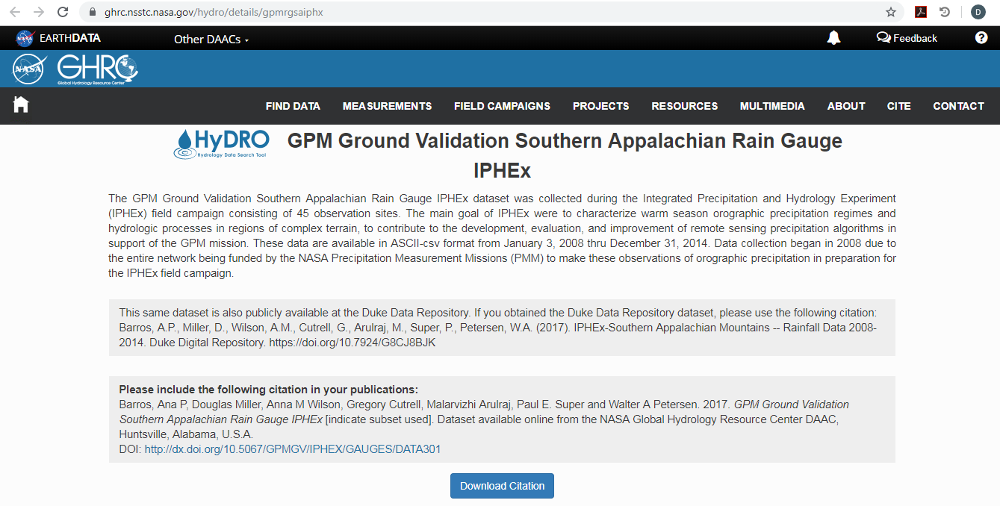 ghrc.nsstc.nasa.gov/hydro/details/gpmrgsaiphx
D
NASA
EARTHDATA
Other DAACs
Feedback
?
NASA
GHRC
Global Hydrology Resource Center
FIND DATA
MEASUREMENTS
FIELD CAMPAIGNS
PROJECTS
RESOURCES
MULTIMEDIA
ABOUT
CITE
CONTACT
HyDRO
Hydrology Data Search Tool
GPM Ground Validation Southern Appalachian Rain Gauge
IPHEx
The GPM Ground Validation Southern Appalachian Rain Gauge IPHEx dataset was collected during the Integrated Precipitation and Hydrology Experiment
(IPHEx) field campaign consisting of 45 observation sites. The main goal of IPHEx were to characterize warm season orographic precipitation regimes and
hydrologic processes in regions of complex terrain, to contribute to the development, evaluation, and improvement of remote sensing precipitation algorithms in
support of the GPM mission. These data are available in ASCII-csv format from January 3, 2008 thru December 31, 2014. Data collection began in 2008 due to
the entire network being funded by the NASA Precipitation Measurement Missions (PMM) to make these observations of orographic precipitation in preparation for
the IPHEx field campaign.
This same dataset is also publicly available at the Duke Data Repository. If you obtained the Duke Data Repository dataset, please use the following citation:
Barros, A.P., Miller, D., Wilson, A.M., Cutrell, G., Arulraj, M., Super, P., Petersen, W.A. (2017). IPHEx-Southern Appalachian Mountains -- Rainfall Data 2008-
2014. Duke Digital Repository. https://doi.org/10.7924/G8CJ8BJK
Please include the following citation in your publications:
Barros, Ana P, Douglas Miller, Anna M Wilson, Gregory Cutrell, Malarvizhi Arulraj, Paul E. Super and Walter A Petersen. 2017. GPM Ground Validation
Southern Appalachian Rain Gauge IPHEx [indicate subset used]. Dataset available online from the NASA Global Hydrology Resource Center DAAC,
Huntsville, Alabama, U.S.A.
DOI: http://dx.doi.org/10.5067/GPMGV/IPHEX/GAUGES/DATA301
Download Citation